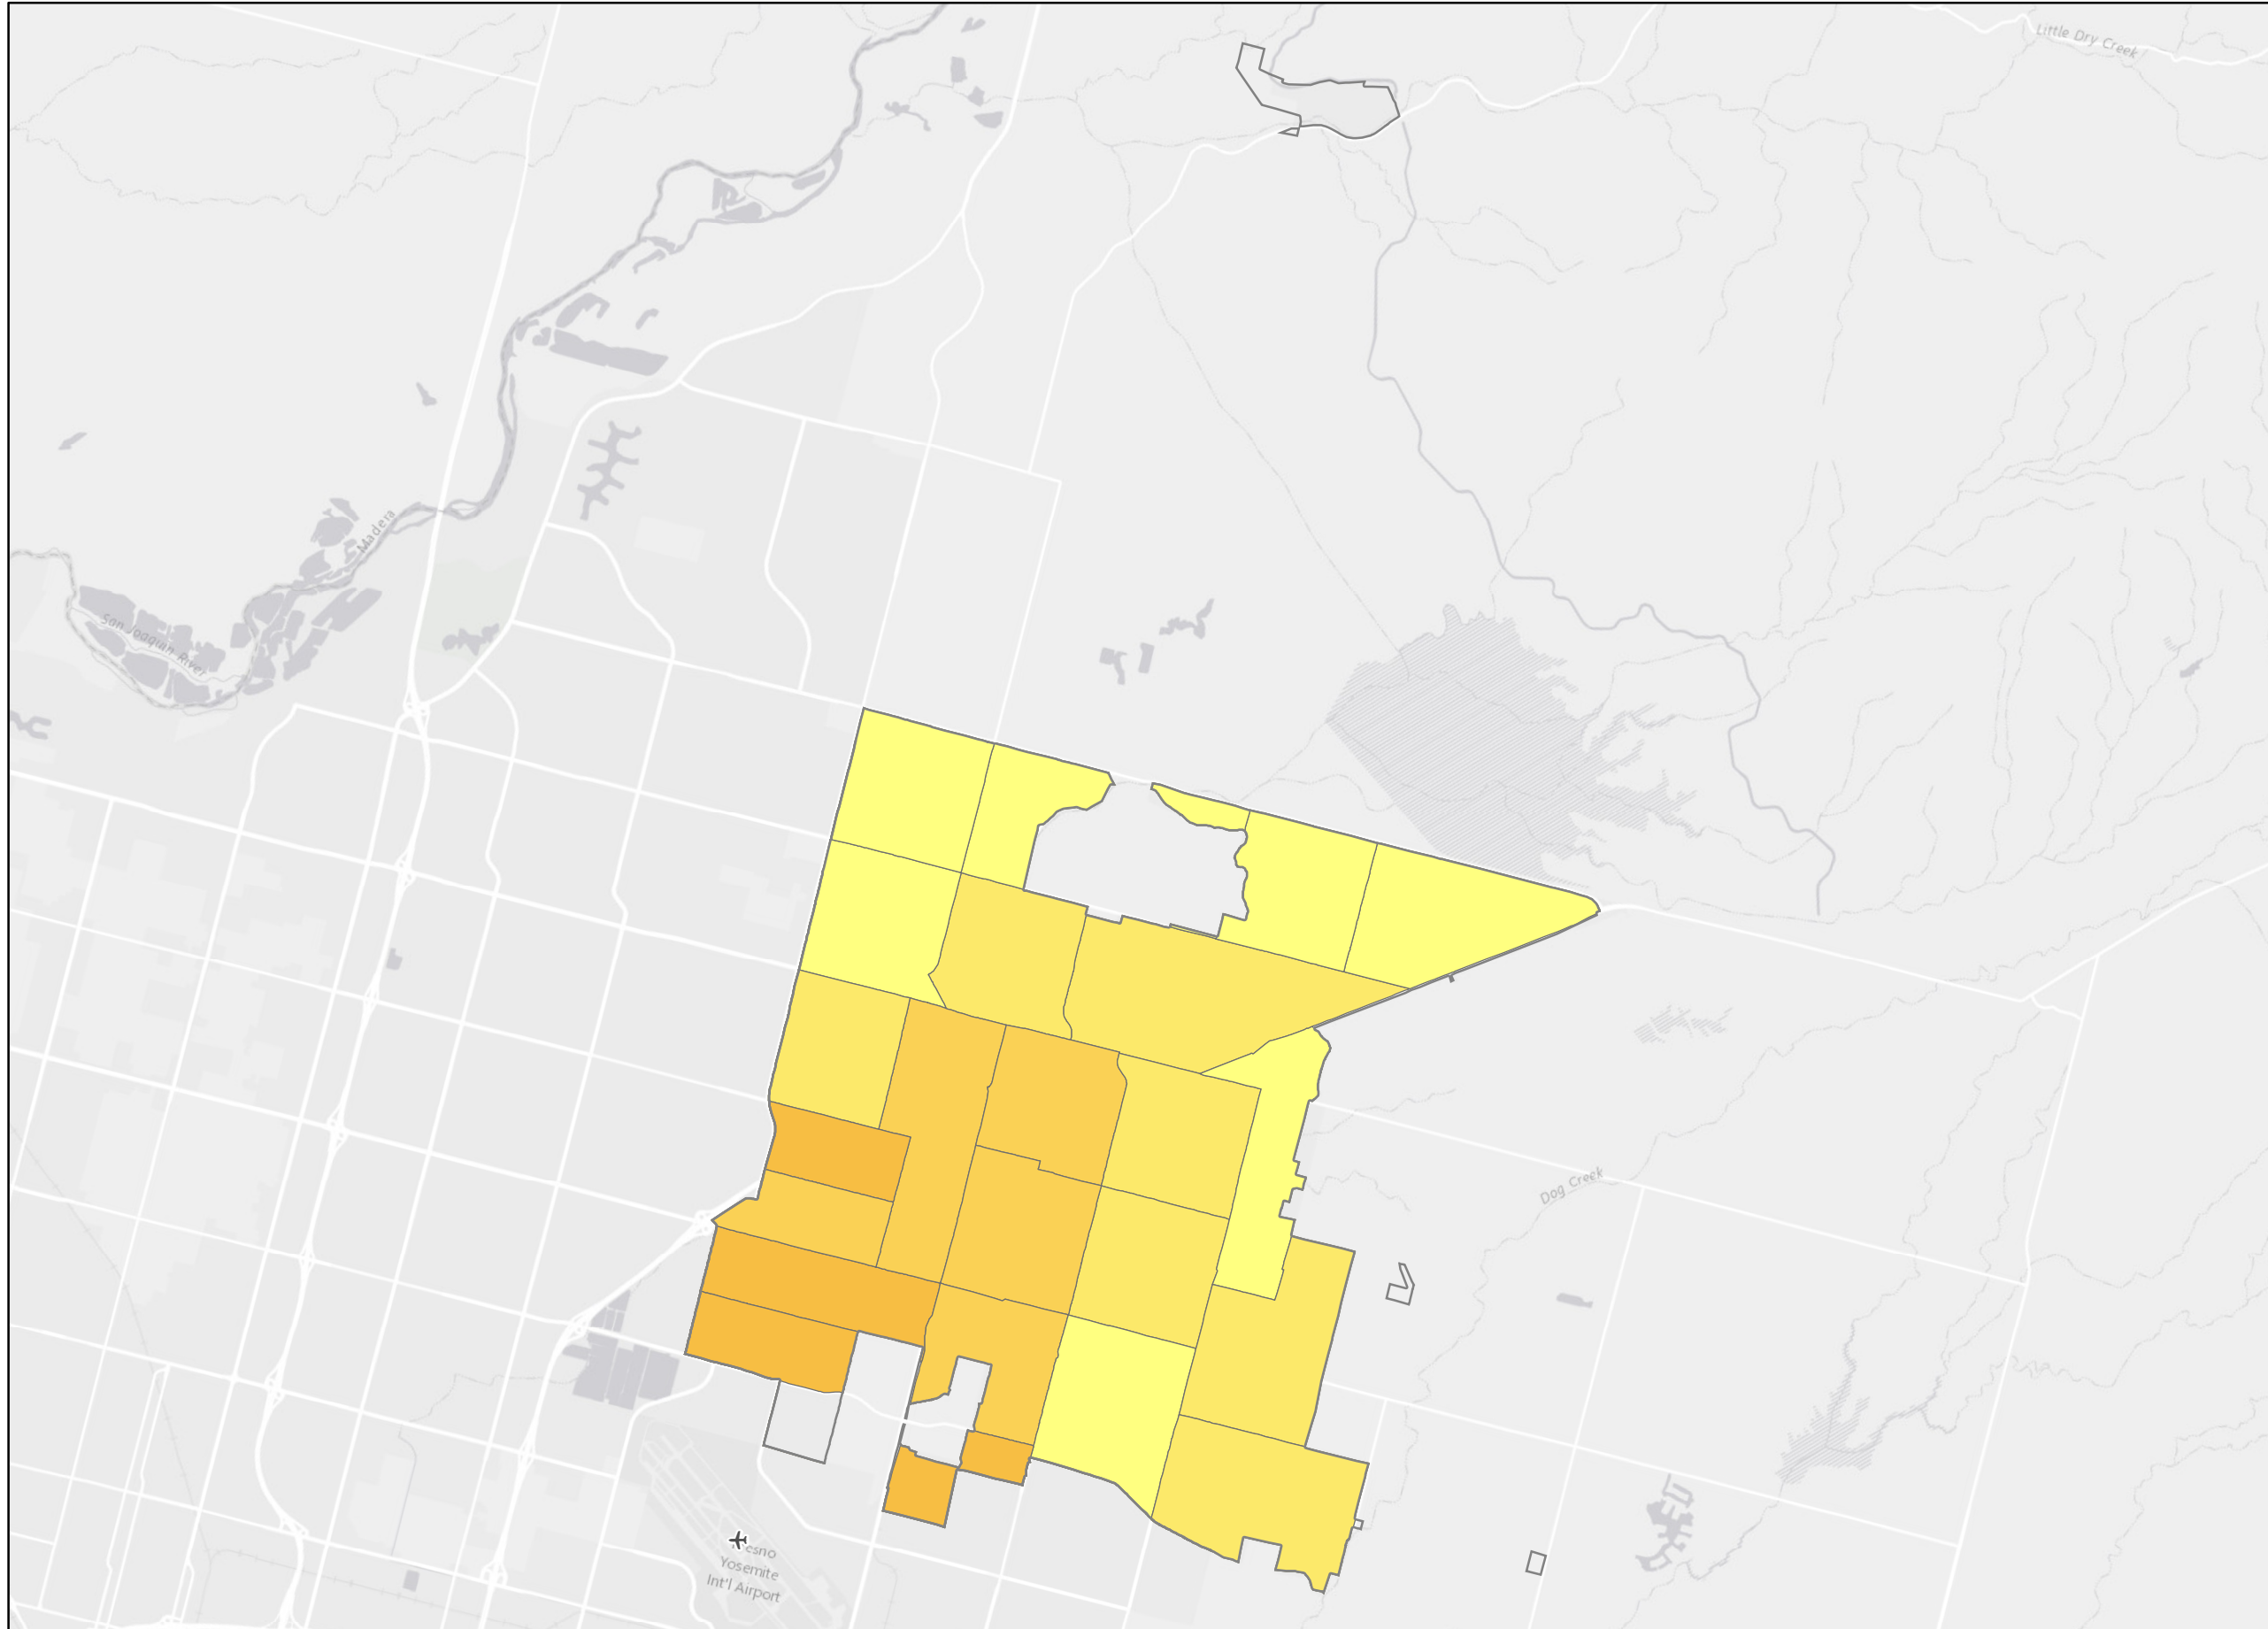 Little Dry Creek
Madera
San Joaquin River
Dog Creek
esno
Yosemite
Int'l Airport